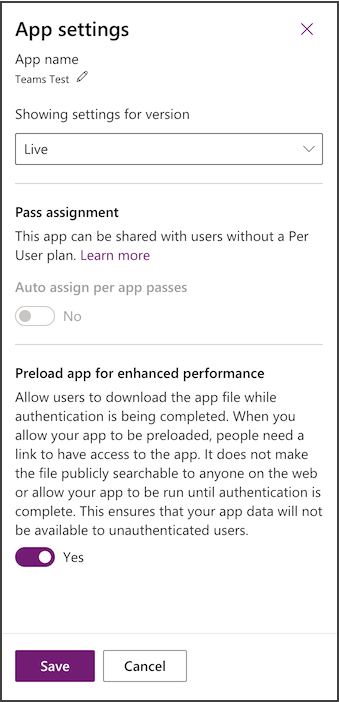 App settings
App name
Teams Test
Showing settings for version
Live
Pass assignment
This app can be shared with users without a Per
User plan. Learn more
Auto assign per app passes
No
Preload app for enhanced performance
Allow users to download the app file while
authentication is being completed. When you
allow your app to be preloaded, people need a
link to have access to the app. It does not make
the file publicly searchable to anyone on the web
or allow your app to be run until authentication is
complete. This ensures that your app data will not
be available to unauthenticated users.
Yes
Save
Cancel